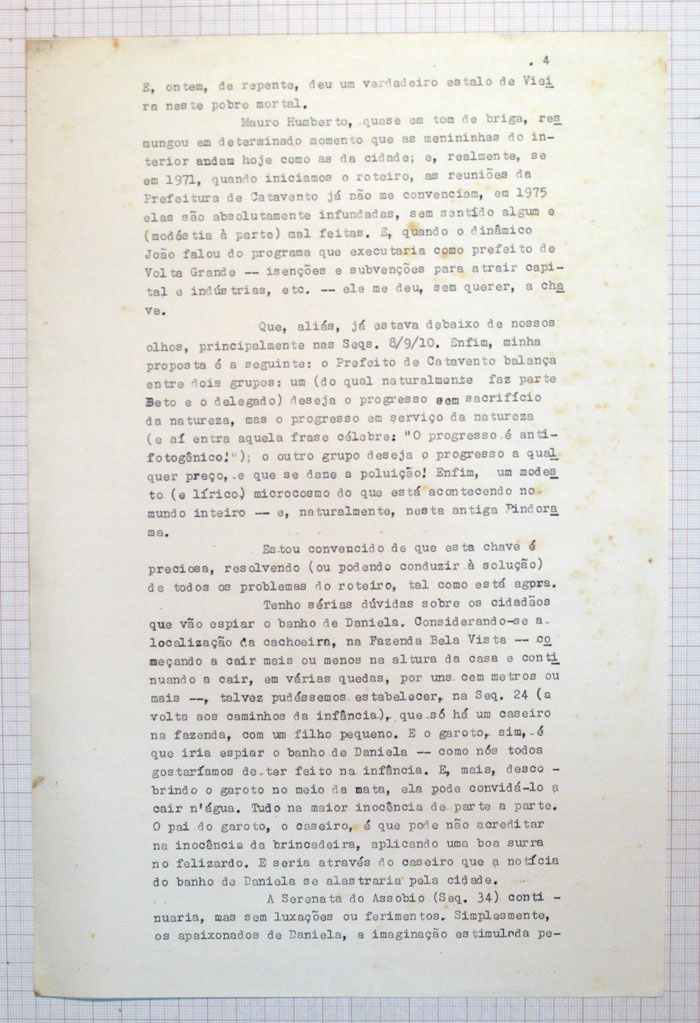 . 4
E, ontem, de repente, deu um verdadeiro estalo de Viei
ra neste pobre mortal.
Mauro Humberto, quase em tom de briga, res
mungou em determinado momento que as menininhas do in-
terior andam hoje como as da cidade; e, realmente, se
em 1971, quando iniciamos o roteiro, as reuniões da
Prefeitura de Catavento já não me convenciam, em 1975
elas são absolutamente infundadas, sem sentido algum e
(modéstia à parte) mal feitas. E, quando o dinâmico
João falou do programa que executaria como prefeito de
Volta Grande -- isenções e subvenções para atrair capi-
tal e indústrias, etc. -- ele me deu, sem querer, a cha
ve.
Que, aliás, já estava debaixo de nossos
olhos, principalmente nas Seqs. 8/9/10. Enfim, minha
proposta é a seguinte: o Prefeito de Catavento balança
entre dois grupos: um (do qual naturalmente faz parte
Beto e o delegado) deseja o progresso sem sacrifício
da natureza, mas o progresso em serviço da natureza
(e aí entra aquela frase célebre: "O progresso é anti-
fotogênico!"); o outro grupo deseja o progresso a qual
quer preço, e que se dane a poluição! Enfim, um modes
to (e lírico) microcosmo do que está acontecendo no
mundo inteiro -- e, naturalmente, nesta antiga Pindora
ma.
Estou convencido de que esta chave é
preciosa, resolvendo (ou podendo conduzir à solução)
de todos os problemas do roteiro, tal como está agora.
Tenho sérias dúvidas sobre os cidadãos
que vão espiar o banho de Daniela. Considerando-se a
localização da cachoeira, na Fazenda Bela Vista -- co
meçando a cair mais ou menos na altura da casa e conti
nuando a cair, em várias quedas, por uns cem metros ou
mais --, talvez pudéssemos estabelecer, na Seq. 24 (a
volta aos caminhos da infância), que só há um caseiro
na fazenda, com um filho pequeno. E o garoto, sim, é
que iria espiar o banho de Daniela -- como nós todos
gostaríamos de ter feito na infância. E, mais, desco -
brindo o garoto no meio da mata, ela pode convidá-lo a
cair n'água. Tudo na maior inocência de parte a parte.
O pai do garoto, o caseiro, é que pode não acreditar
na inocência da brincadeira, aplicando uma boa surra
no felizardo. E seria através do caseiro que a notícia
do banho de Daniela se alastraria pela cidade.
A Serenata do Assobio (Seq. 34) conti -
nuaria, mas sem luxações ou ferimentos. Simplesmente,
os apaixonados de Daniela, a imaginação estimulada pe-